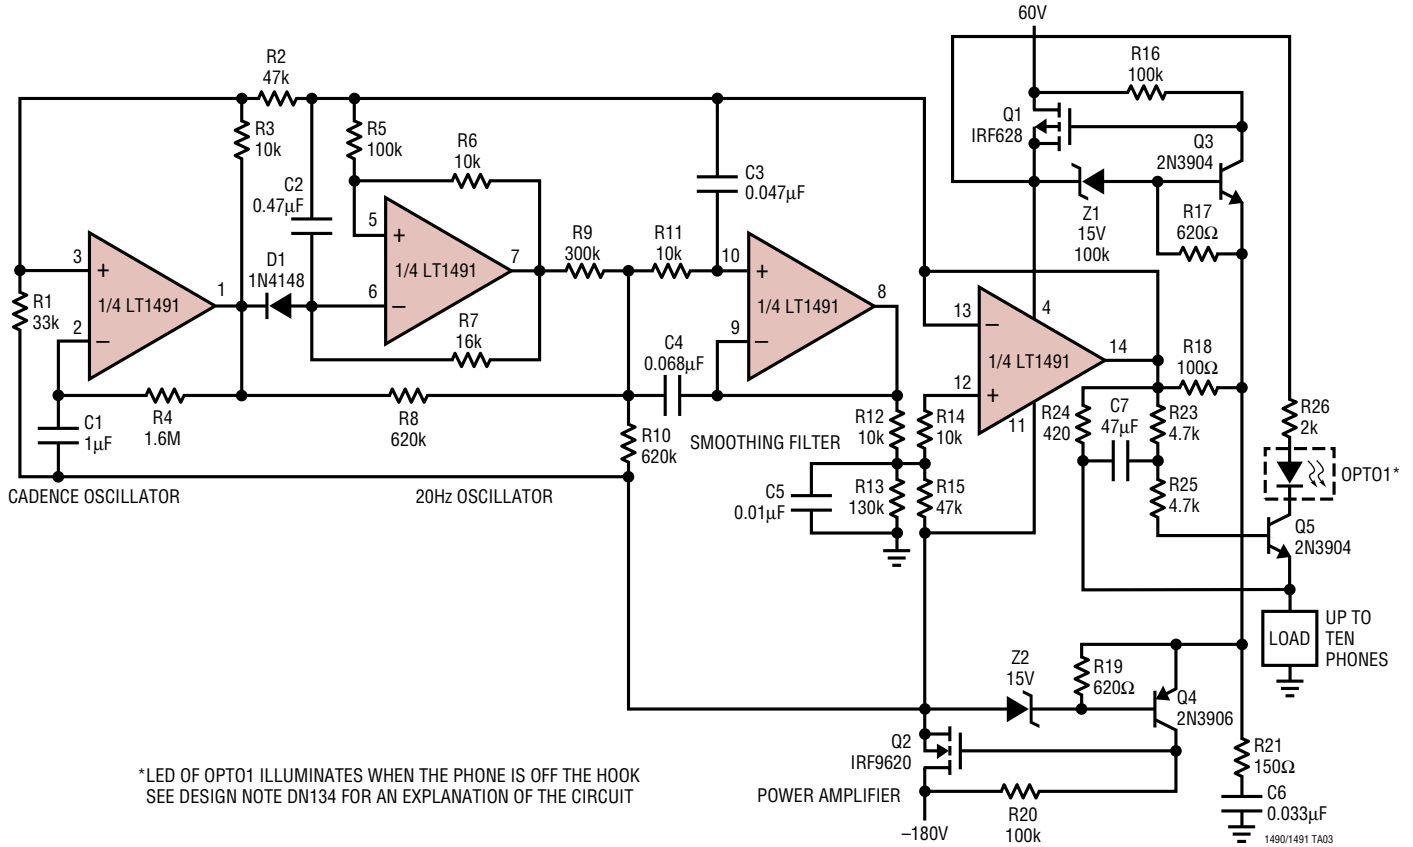 60V
R2
47k
R16
100k
Q1
IRF628
R3
10k
R5
100k
R6
10k
Q3
2N3904
C2
0.47µF
C3
0.047µF
5
+
Z1
15V
100k
R17
620Ω
3
+
D1
1N4148
1/4 LT1491
7
R9
300k
R11
10k
10
+
1/4 LT1491
1
6
–
1/4 LT1491
8
R1
33k
2
–
R7
16k
9
–
13
–
4
C4
0.068µF
1/4 LT1491
14
R18
100Ω
12
+
11
R4
1.6M
R8
620k
C1
1µF
R10
620k
SMOOTHING FILTER
R12
10k
R14
10k
R24
420
C7
47µF
R23
4.7k
R26
2k
C5
0.01µF
R13
130k
R15
47k
R25
4.7k
OPTO1*
CADENCE OSCILLATOR
20Hz OSCILLATOR
Q5
2N3904
LOAD
UP TO
TEN
PHONES
Z2
15V
R19
620Ω
Q4
2N3906
Q2
IRF9620
R21
150Ω
*LED OF OPTO1 ILLUMINATES WHEN THE PHONE IS OFF THE HOOK
SEE DESIGN NOTE DN134 FOR AN EXPLANATION OF THE CIRCUIT
POWER AMPLIFIER
R20
100k
C6
0.033µF
–180V
1490/1491 TA03